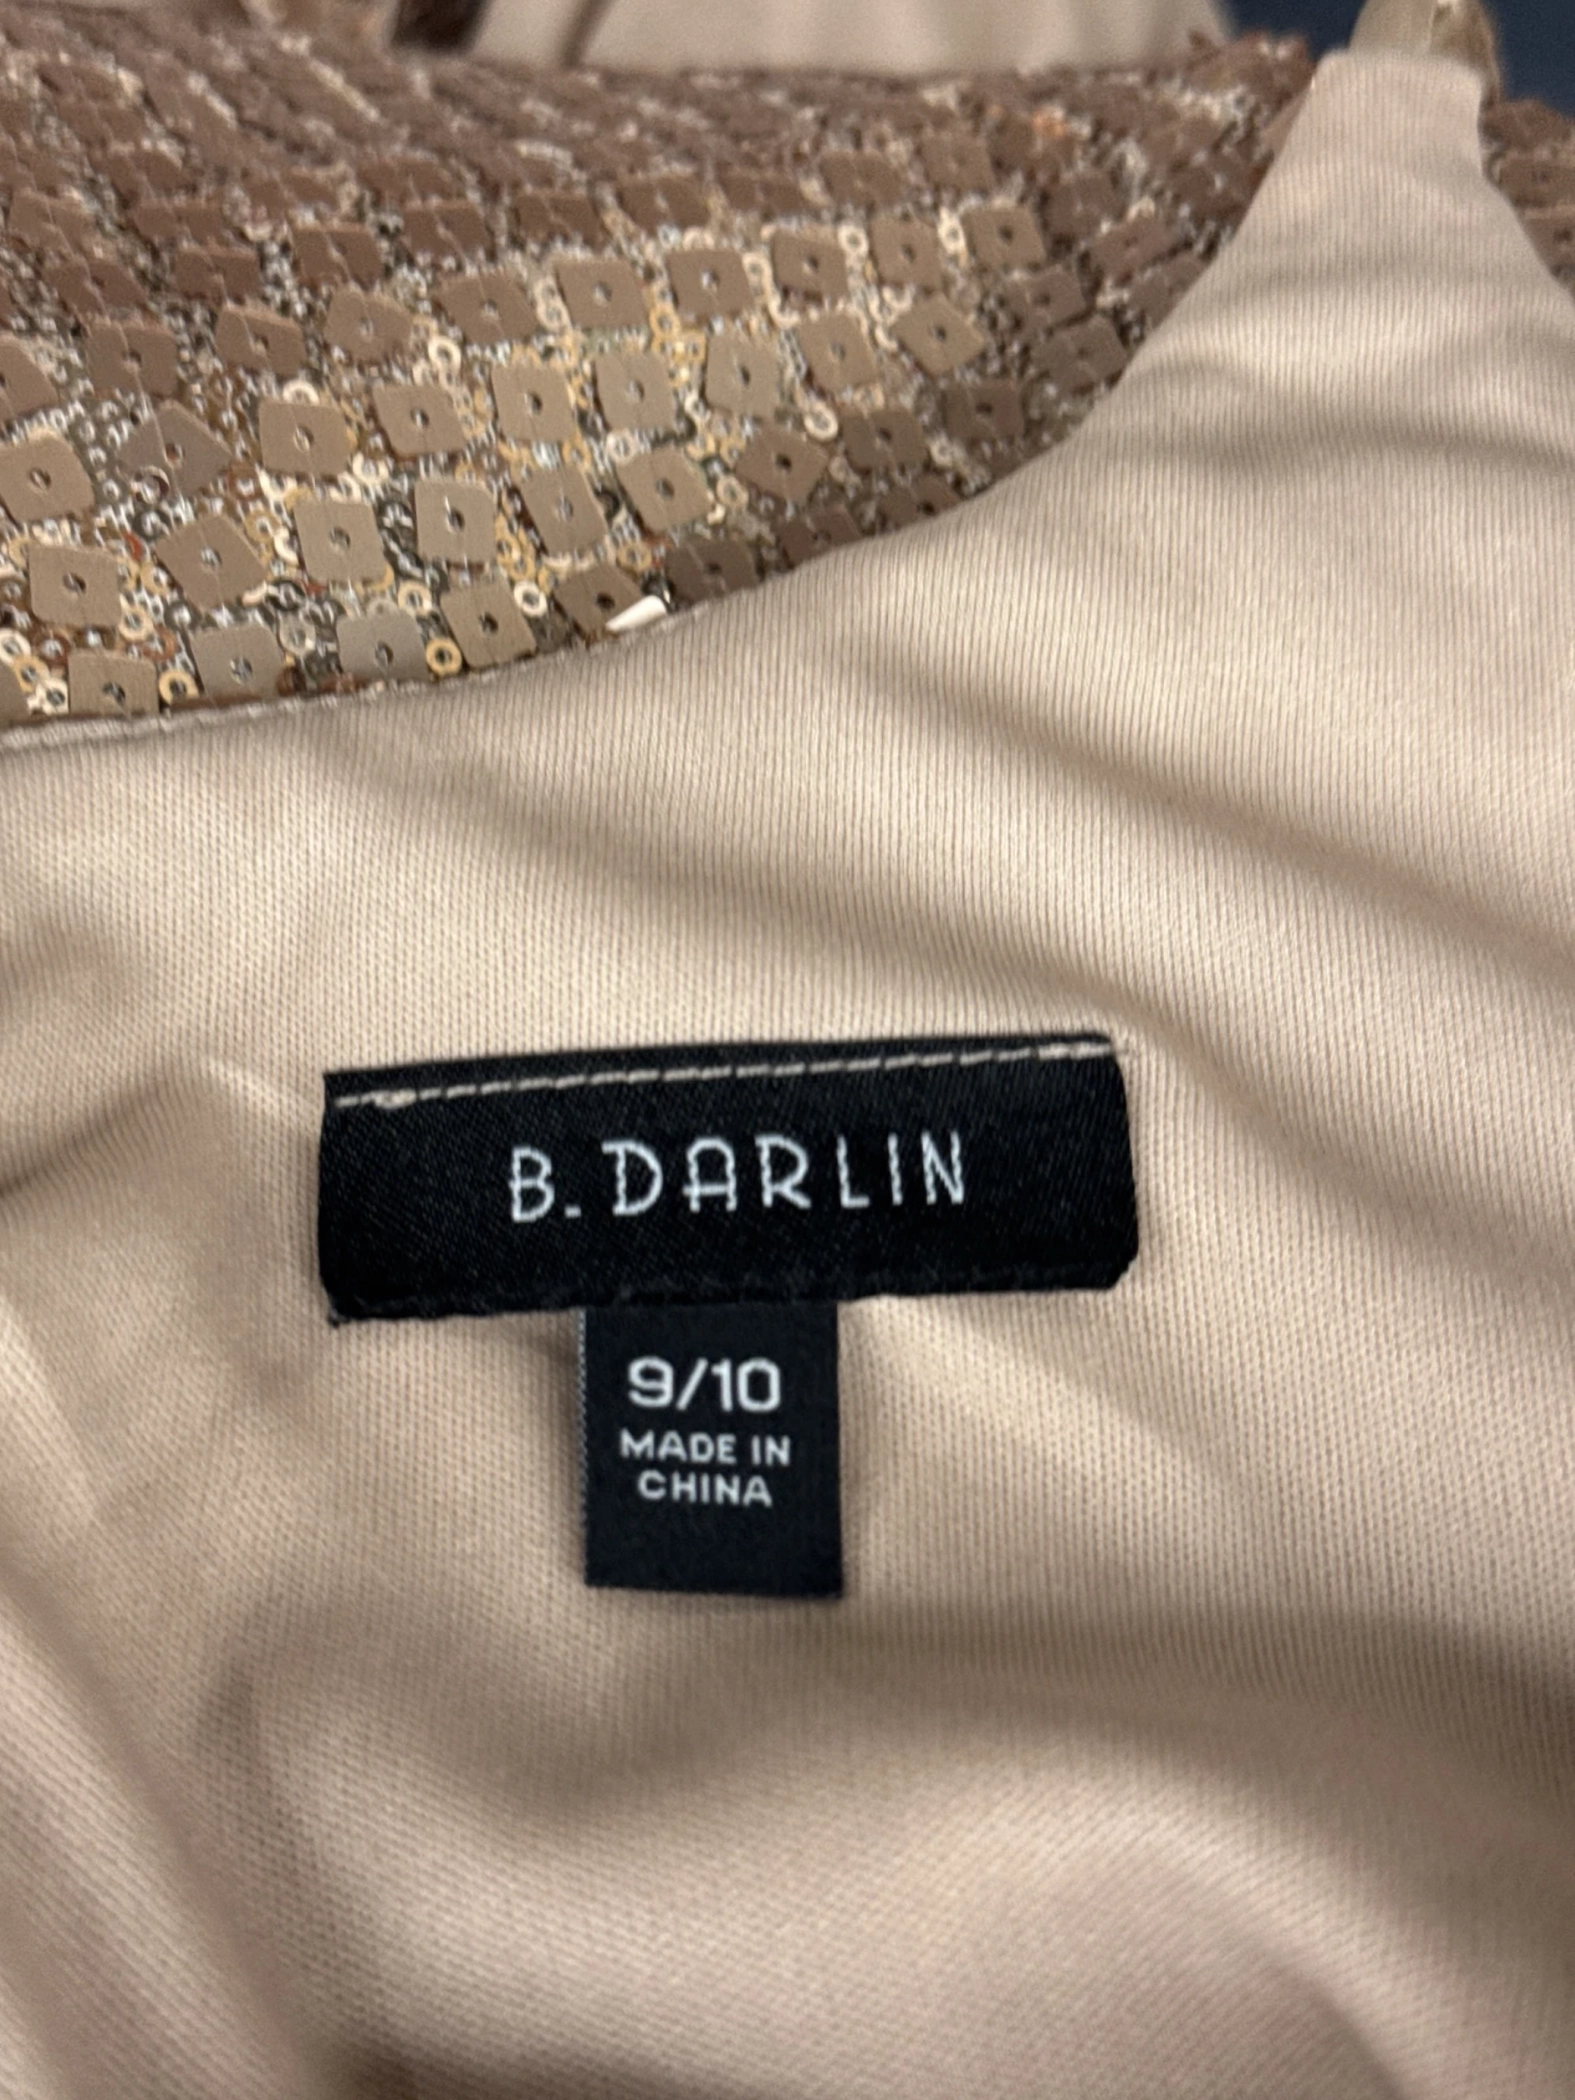 B. DARLIN
9/10
MADE IN
CHINA